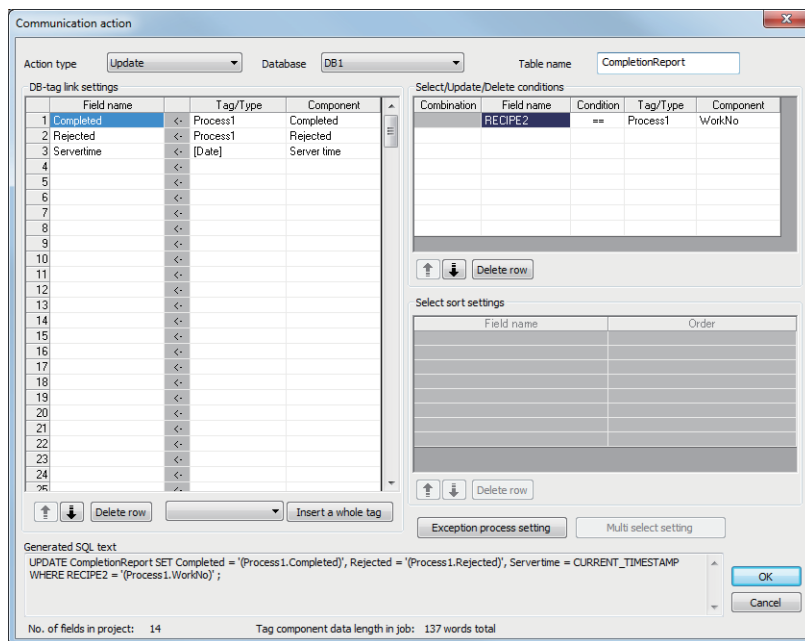 Communication action
Action type Update Database DB1 Table name CompletionReport
DB-tag link settings
Field name Tag/Type Component
1 Completed <- Process1 Completed
2 Rejected <- Process1 Rejected
3 Servertime <- [Date] Server time
4 <-
5 <-
6 <-
7 <-
8 <-
9 <-
10 <-
11 <-
12 <-
13 <-
14 <-
15 <-
16 <-
17 <-
18 <-
19 <-
20 <-
21 <-
22 <-
23 <-
24 <-
25 <-
Delete row Insert a whole tag
Select/Update/Delete conditions
Combination Field name Condition Tag/Type Component
RECIPE2 == Process1 WorkNo
Delete row
Select sort settings
Field name Order
Delete row
Exception process setting Multi select setting
Generated SQL text
UPDATE CompletionReport SET Completed = '(Process1.Completed)', Rejected = '(Process1.Rejected)', Servertime = CURRENT_TIMESTAMP
WHERE RECIPE2 = '(Process1.WorkNo)' ;
OK
Cancel
No. of fields in project: 14 Tag component data length in job: 137 words total